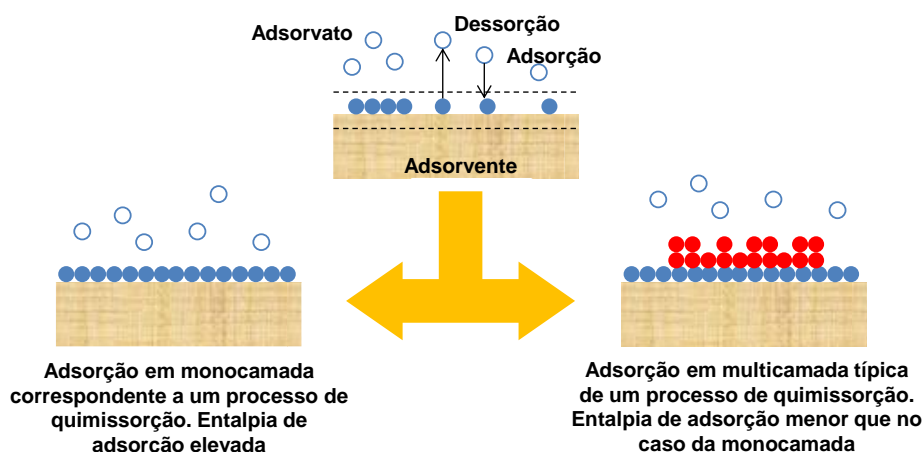 Adsorvato
Dessorção
Adsorção
Adsorvente
Adsorção em monocamada
correspondente a um processo de
quimissorção. Entalpia de
adsorção elevada
Adsorção em multicamada típica
de um processo de quimissorção.
Entalpia de adsorção menor que no
caso da monocamada